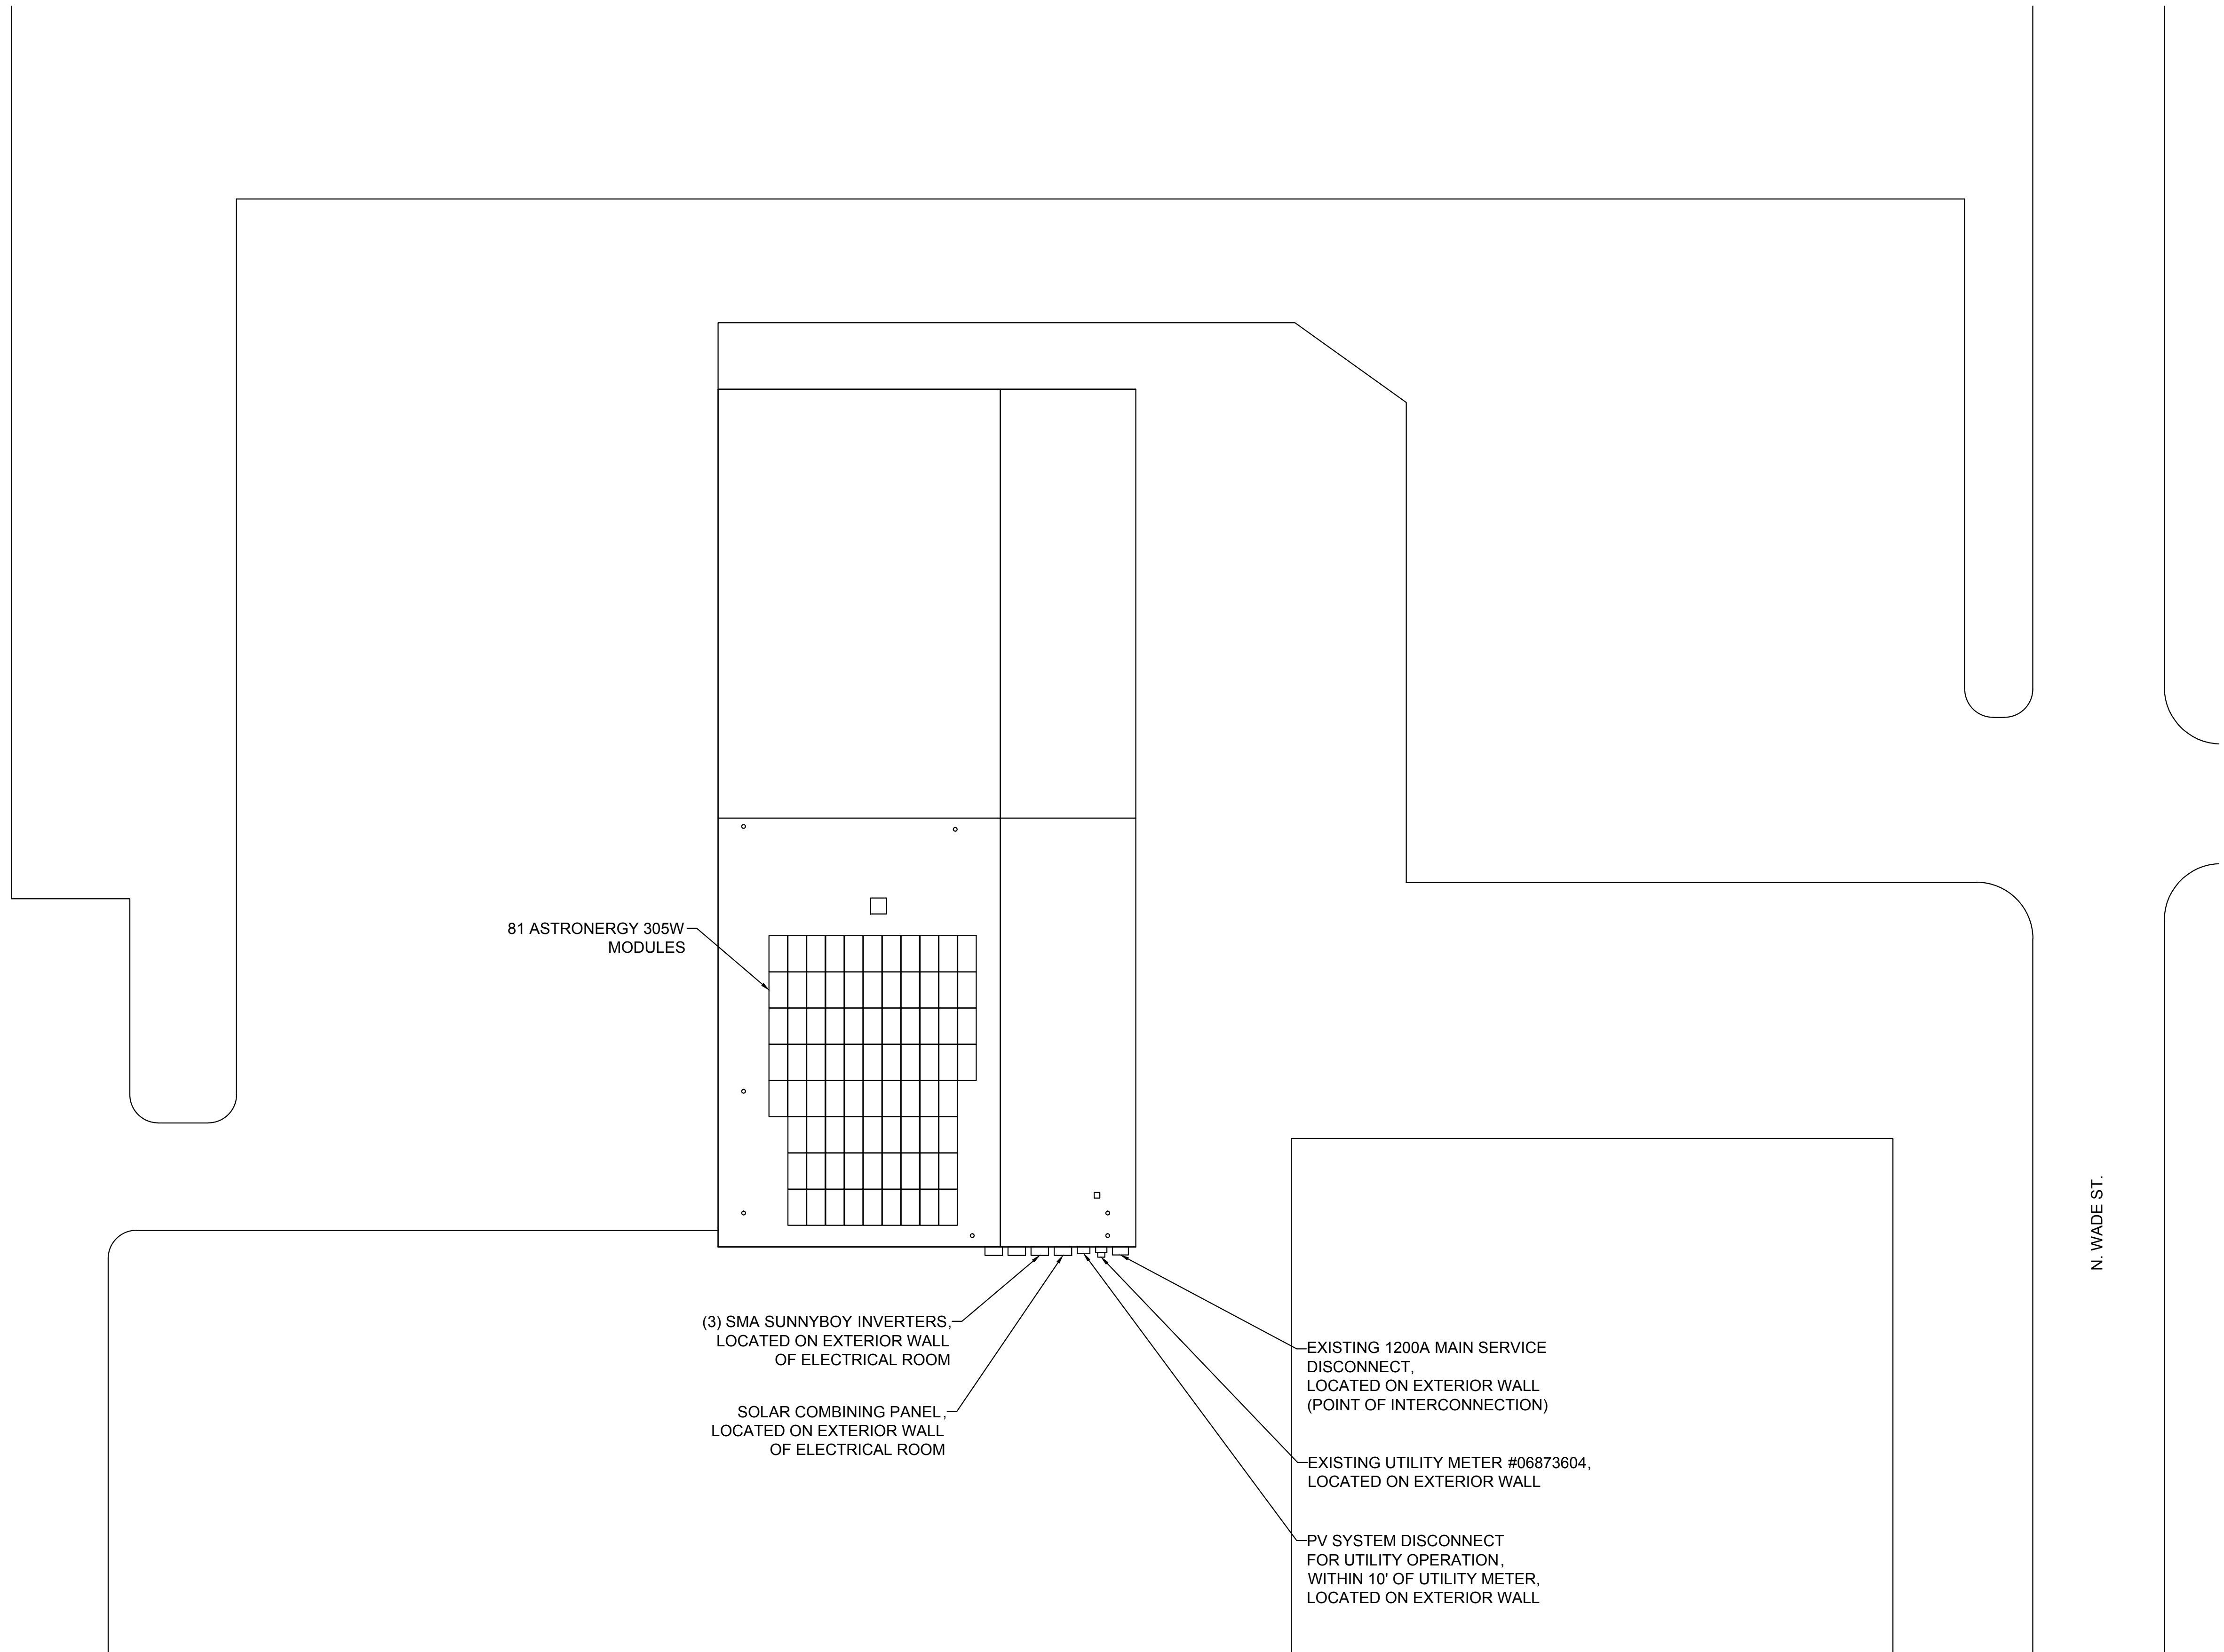 81 ASTRONERGY 305W
MODULES
(3) SMA SUNNYBOY INVERTERS,
LOCATED ON EXTERIOR WALL
OF ELECTRICAL ROOM
SOLAR COMBINING PANEL,
LOCATED ON EXTERIOR WALL
OF ELECTRICAL ROOM
EXISTING 1200A MAIN SERVICE
DISCONNECT,
LOCATED ON EXTERIOR WALL
(POINT OF INTERCONNECTION)
EXISTING UTILITY METER #06873604,
LOCATED ON EXTERIOR WALL
PV SYSTEM DISCONNECT
FOR UTILITY OPERATION,
WITHIN 10' OF UTILITY METER,
LOCATED ON EXTERIOR WALL
N. WADE ST.